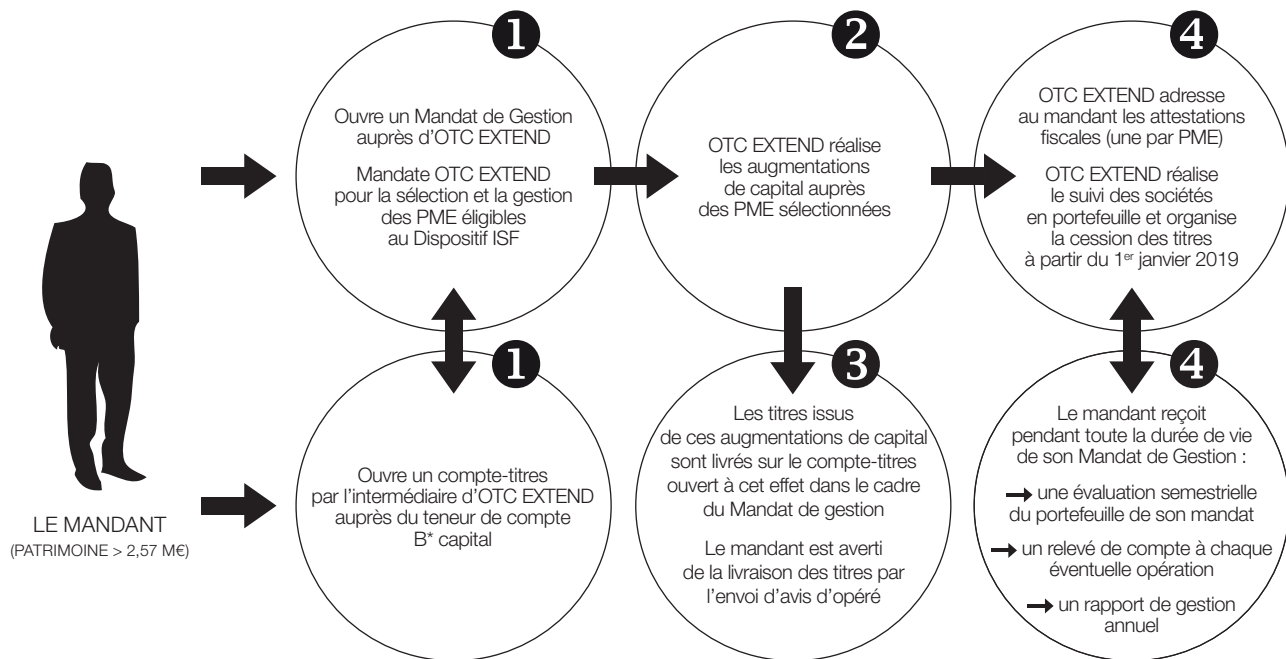 1
Ouvre un Mandat de Gestion
auprès d'OTC EXTEND
Mandate OTC EXTEND
pour la sélection et la gestion
des PME éligibles
au Dispositif ISF
2
OTC EXTEND réalise
les augmentations
de capital auprès
des PME sélectionnées
4
OTC EXTEND adresse
au mandant les attestations
fiscales (une par PME)
OTC EXTEND réalise
le suivi des sociétés
en portefeuille et organise
la cession des titres
à partir du 1er janvier 2019
LE MANDANT
(PATRIMOINE > 2,57 M€)
1
Ouvre un compte-titres
par l'intermédiaire d'OTC EXTEND
auprès du teneur de compte
B* capital
3
Les titres issus
de ces augmentations de capital
sont livrés sur le compte-titres
ouvert à cet effet dans le cadre
du Mandat de gestion
Le mandant est averti
de la livraison des titres par
l'envoi d'avis d'opéré
4
Le mandant reçoit
pendant toute la durée de vie
de son Mandat de Gestion :
→ une évaluation semestrielle
du portefeuille de son mandat
→ un relevé de compte à chaque
éventuelle opération
→ un rapport de gestion
annuel